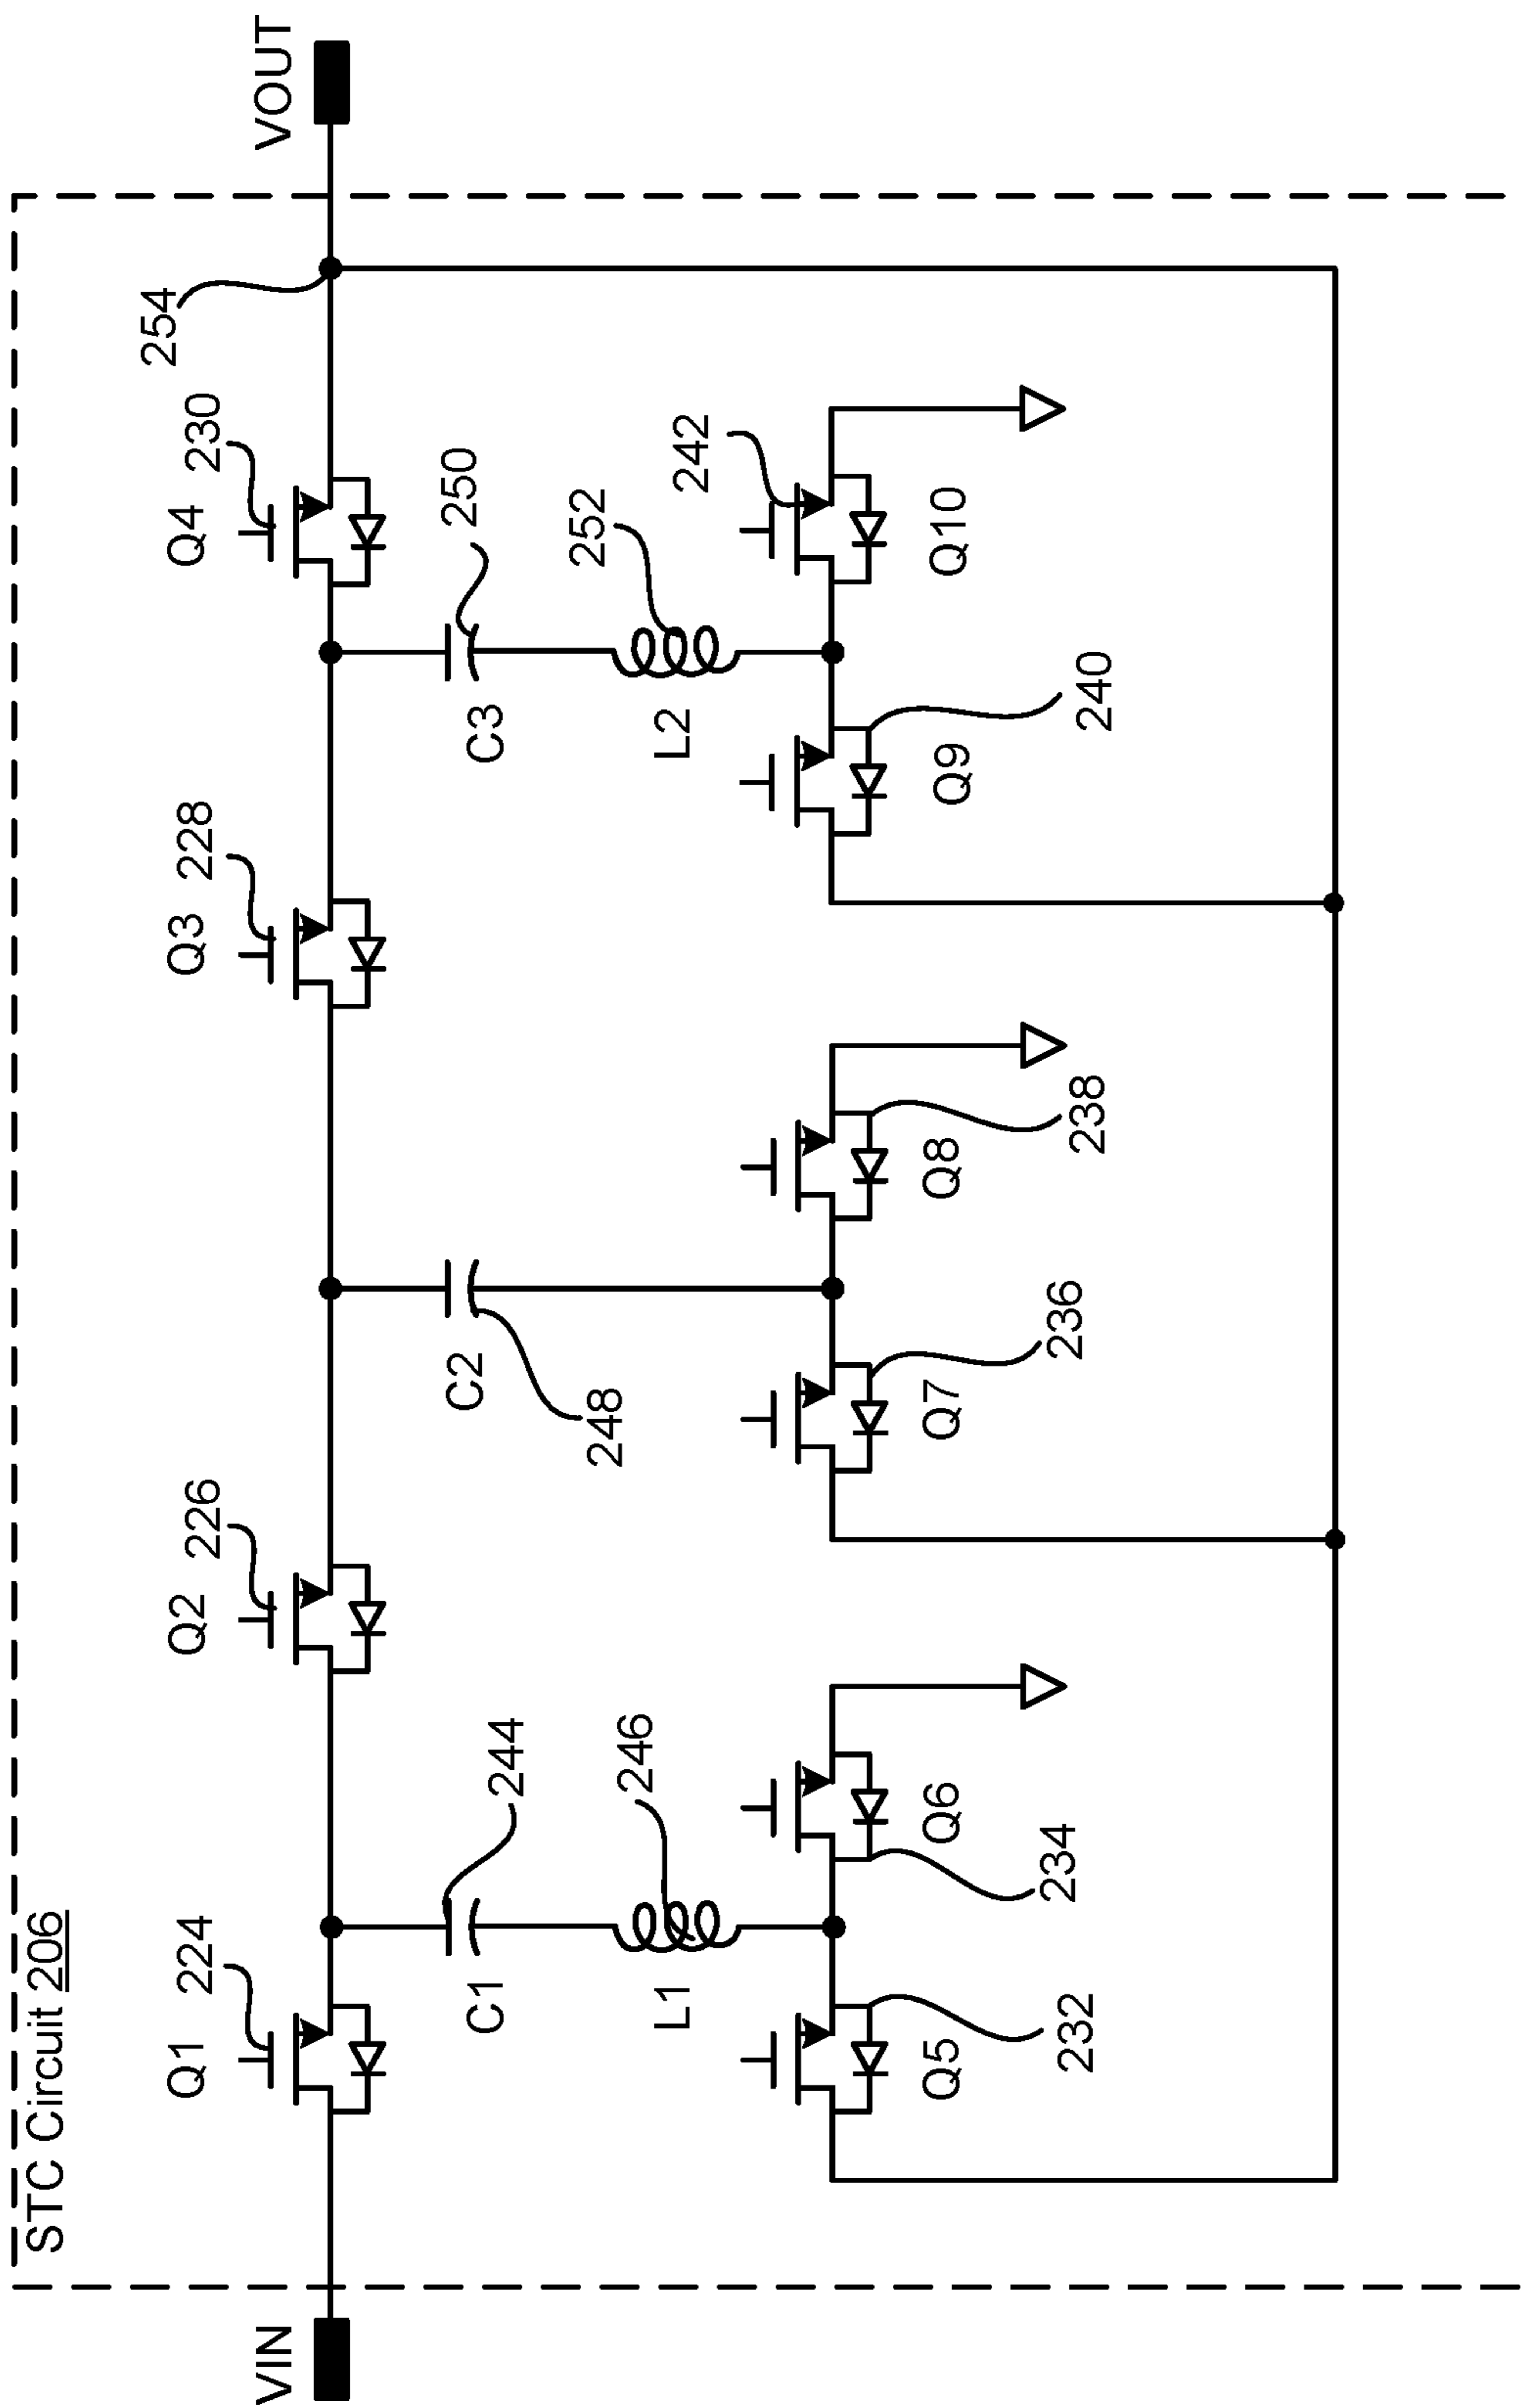 STC Circuit 206
VIN
VOUT
Q1
224
Q2
226
Q3
228
Q4
230
254
C1
244
L1
246
C2
248
C3
250
L2
252
Q5
232
Q6
234
Q7
236
Q8
238
Q9
240
Q10
242